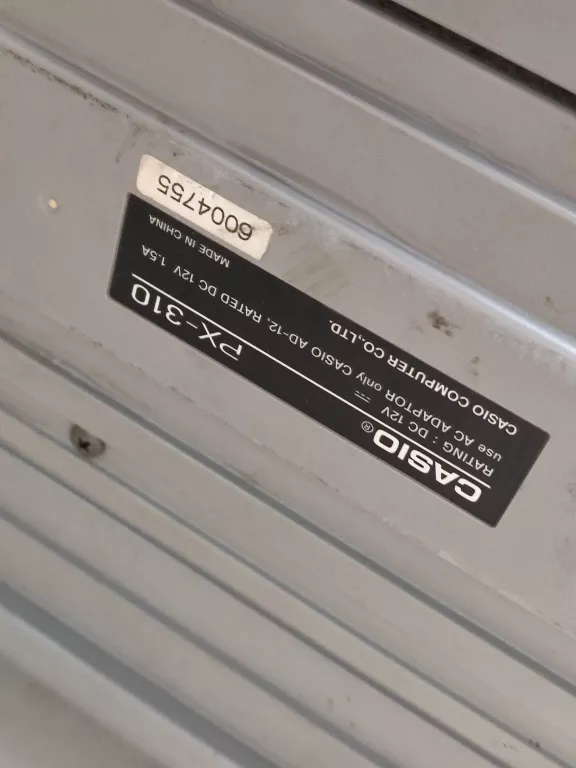 CASIO® PX-310
RATING : DC 12V ⎓
use AC ADAPTOR only CASIO AD-12, RATED DC 12V 1.5A
CASIO COMPUTER CO.,LTD. MADE IN CHINA
6004755